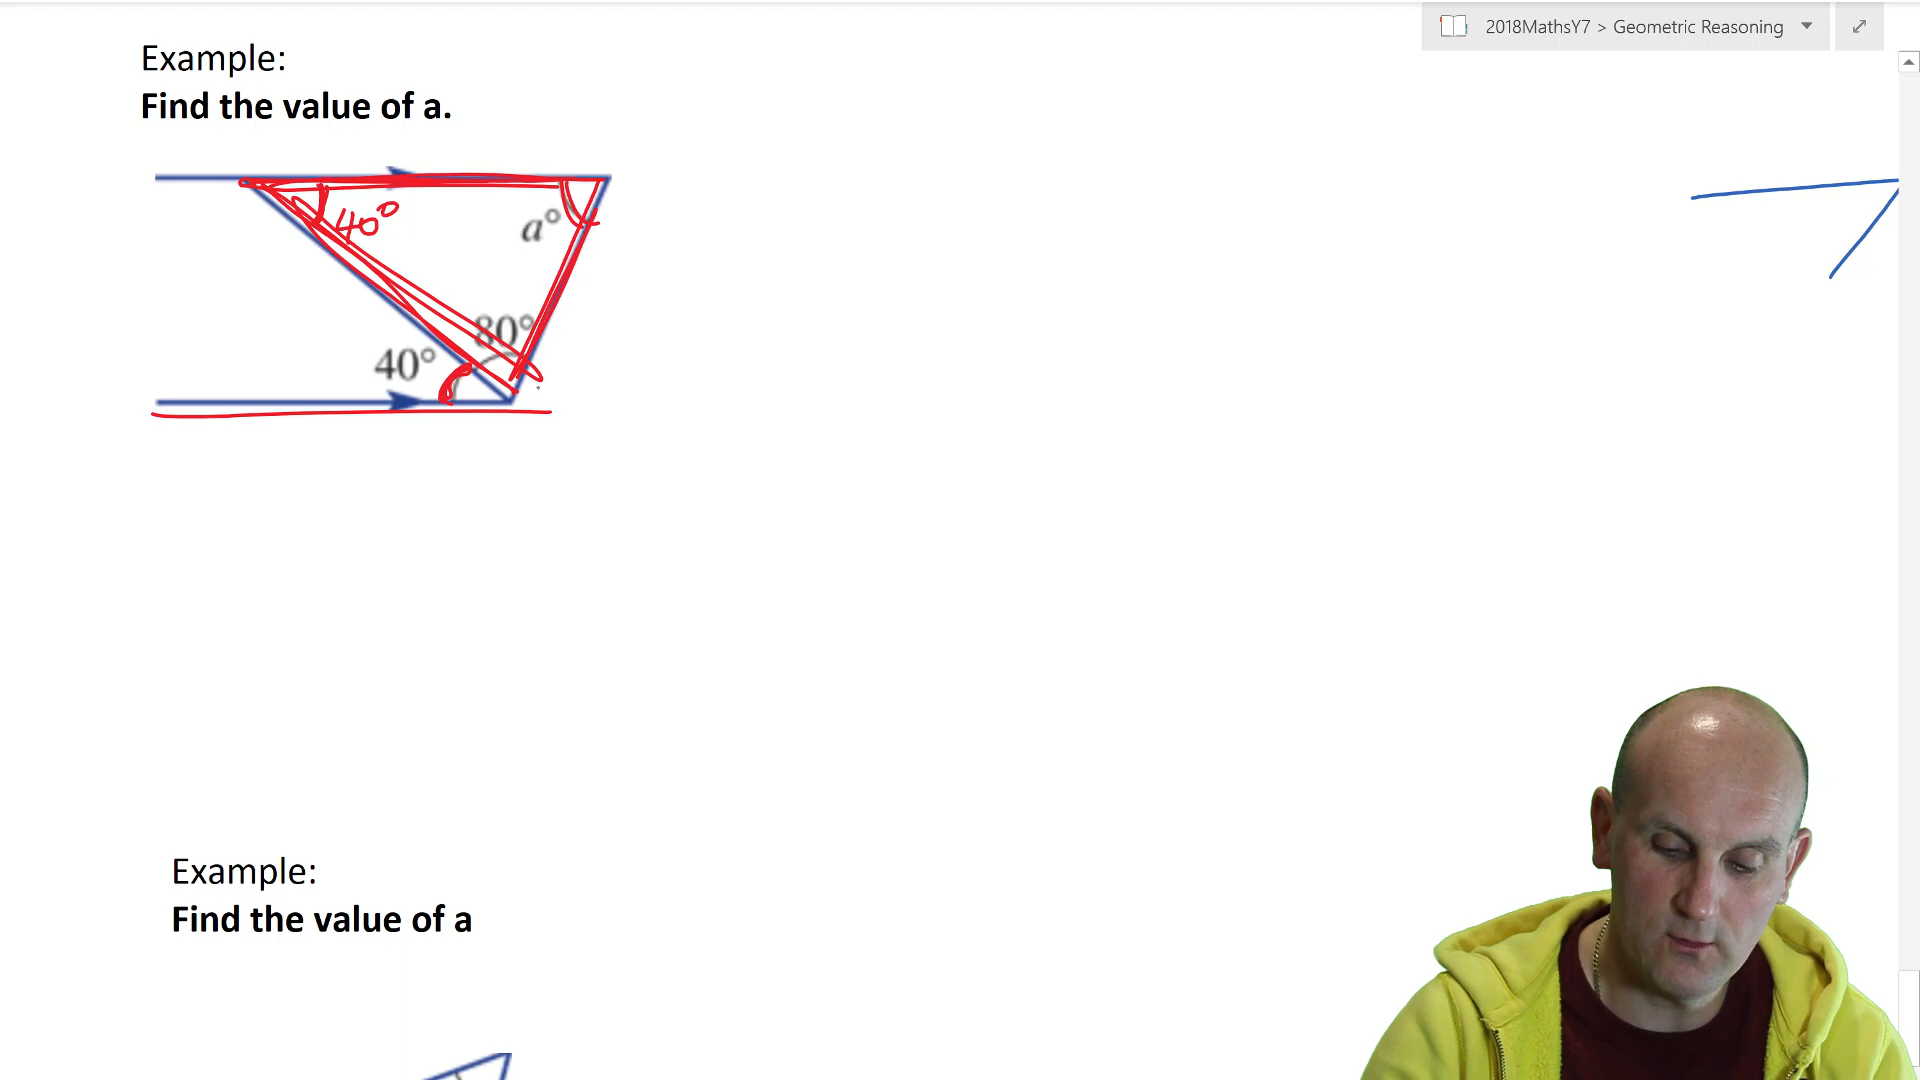 2018MathsY7 > Geometric Reasoning
Example:
Find the value of a.
40°
a°
80°
40°
Example:
Find the value of a